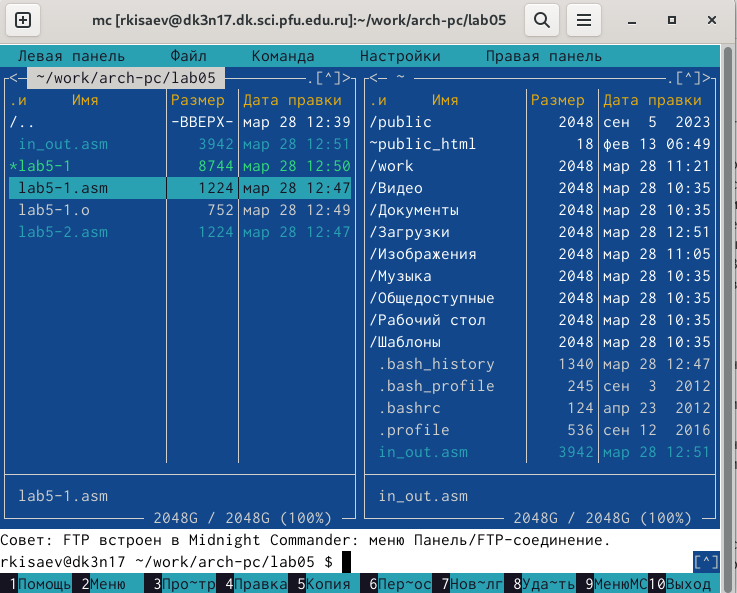 mc [rkisaev@dk3n17.dk.sci.pfu.edu.ru]:~/work/arch-pc/lab05
Левая панель Файл Команда Настройки Правая панель
<─ ~/work/arch-pc/lab05 .[^]> <─ ~ .[^]>
.и Имя Размер Дата правки .и Имя Размер Дата правки
/.. -ВВЕРХ- мар 28 12:39 /public 2048 сен 5 2023
in_out.asm 3942 мар 28 12:51 ~public_html 18 фев 13 06:49
*lab5-1 8744 мар 28 12:50 /work 2048 мар 28 11:21
lab5-1.asm 1224 мар 28 12:47 /Видео 2048 мар 28 10:35
lab5-1.o 752 мар 28 12:49 /Документы 2048 мар 28 10:35
lab5-2.asm 1224 мар 28 12:47 /Загрузки 2048 мар 28 12:51
/Изображения 2048 мар 28 11:05
/Музыка 2048 мар 28 10:35
/Общедоступные 2048 мар 28 10:35
/Рабочий стол 2048 мар 28 10:35
/Шаблоны 2048 мар 28 10:35
.bash_history 1340 мар 28 12:47
.bash_profile 245 сен 3 2012
.bashrc 124 апр 23 2012
.profile 536 сен 12 2016
in_out.asm 3942 мар 28 12:51
lab5-1.asm in_out.asm
2048G / 2048G (100%) 2048G / 2048G (100%)
Совет: FTP встроен в Midnight Commander: меню Панель/FTP-соединение.
rkisaev@dk3n17 ~/work/arch-pc/lab05 $ [^]
1Помощь 2Меню 3Про~тр 4Правка 5Копия 6Пер~ос 7Нов~лг 8Уда~ть 9МенюMC 10Выход